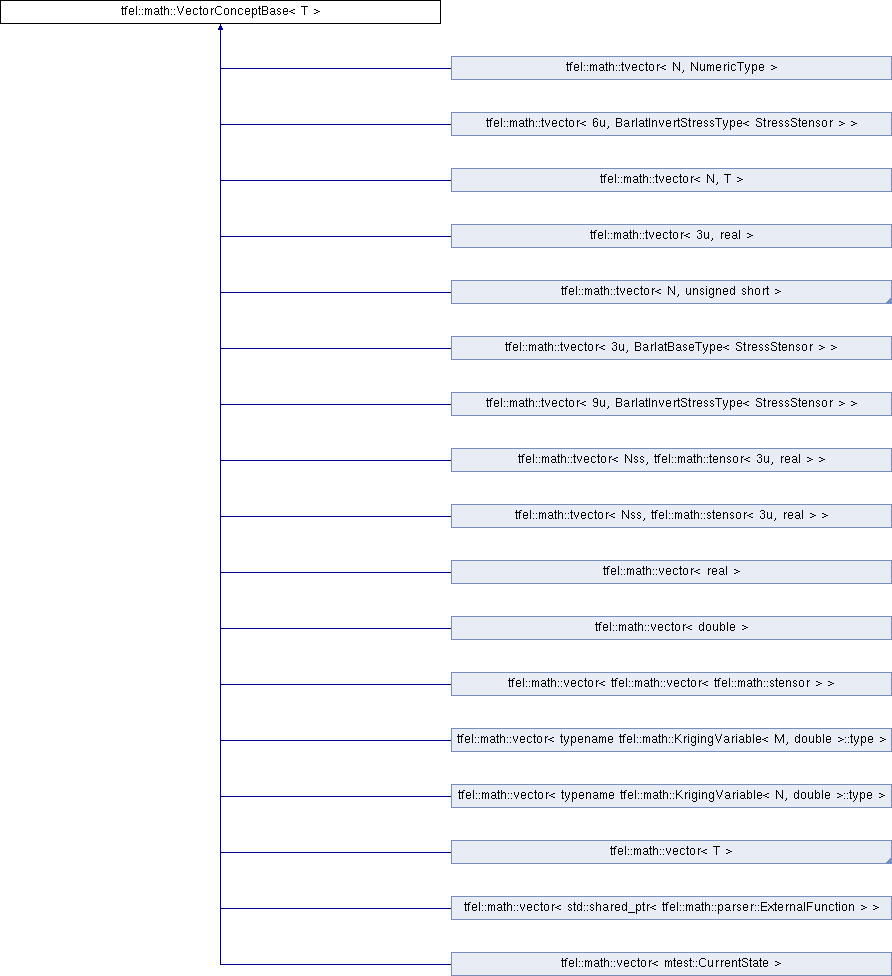 tfel::math::VectorConceptBase< T >
tfel::math::tvector< N, NumericType >
tfel::math::tvector< 6u, BarlatInvertStressType< StressStensor > >
tfel::math::tvector< N, T >
tfel::math::tvector< 3u, real >
tfel::math::tvector< N, unsigned short >
tfel::math::tvector< 3u, BarlatBaseType< StressStensor > >
tfel::math::tvector< 9u, BarlatInvertStressType< StressStensor > >
tfel::math::tvector< Nss, tfel::math::tensor< 3u, real > >
tfel::math::tvector< Nss, tfel::math::stensor< 3u, real > >
tfel::math::vector< real >
tfel::math::vector< double >
tfel::math::vector< tfel::math::vector< tfel::math::stensor > >
tfel::math::vector< typename tfel::math::KrigingVariable< M, double >::type >
tfel::math::vector< typename tfel::math::KrigingVariable< N, double >::type >
tfel::math::vector< T >
tfel::math::vector< std::shared_ptr< tfel::math::parser::ExternalFunction > >
tfel::math::vector< mtest::CurrentState >